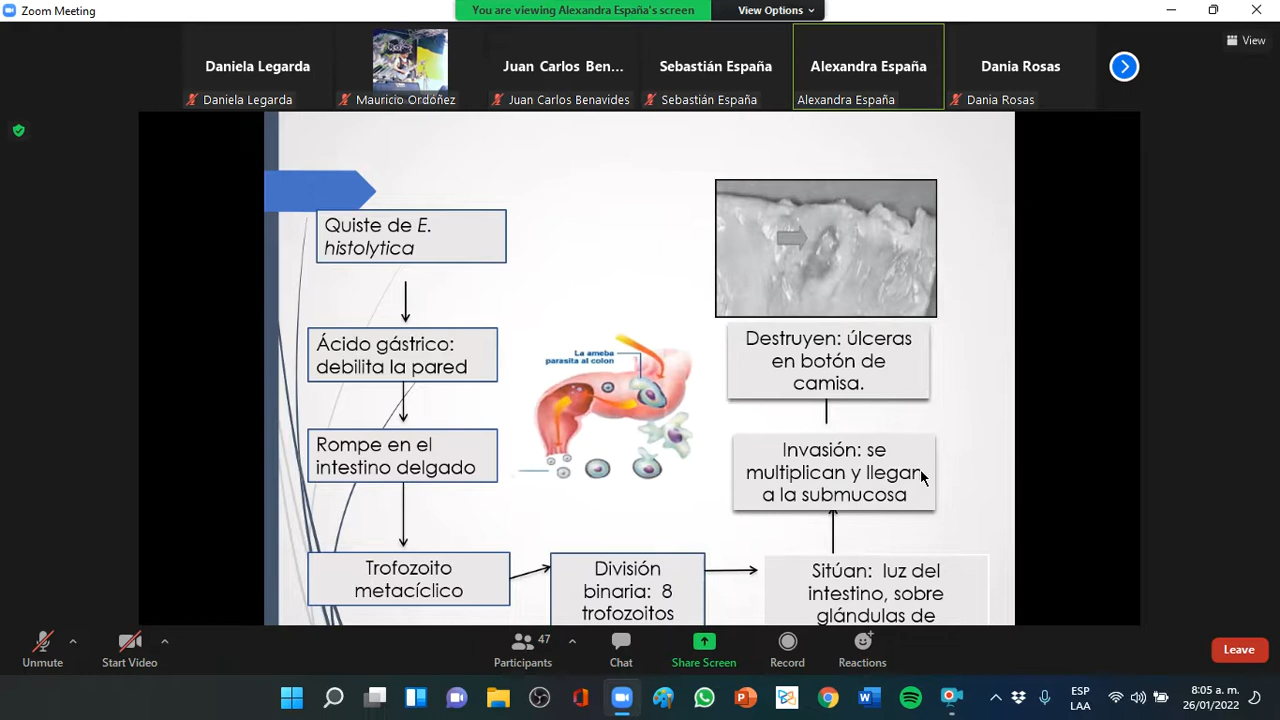 Zoom Meeting
You are viewing Alexandra España's screen
View Options
View
Daniela Legarda
Juan Carlos Ben...
Sebastián España
Alexandra España
Dania Rosas
Daniela Legarda
Mauricio Ordóñez
Juan Carlos Benavides
Sebastián España
Alexandra España
Dania Rosas
Quiste de E.
histolytica
Ácido gástrico:
debilita la pared
Rompe en el
intestino delgado
Trofozoito
metacíclico
La ameba
parasita al colon
División
binaria: 8
trofozoitos
Destruyen: úlceras
en botón de
camisa.
Invasión: se
multiplican y llegan
a la submucosa
Sitúan: luz del
intestino, sobre
glándulas de
Unmute
Start Video
47
Participants
Chat
Share Screen
Record
Reactions
Leave
ESP
LAA
8:05 a. m.
26/01/2022